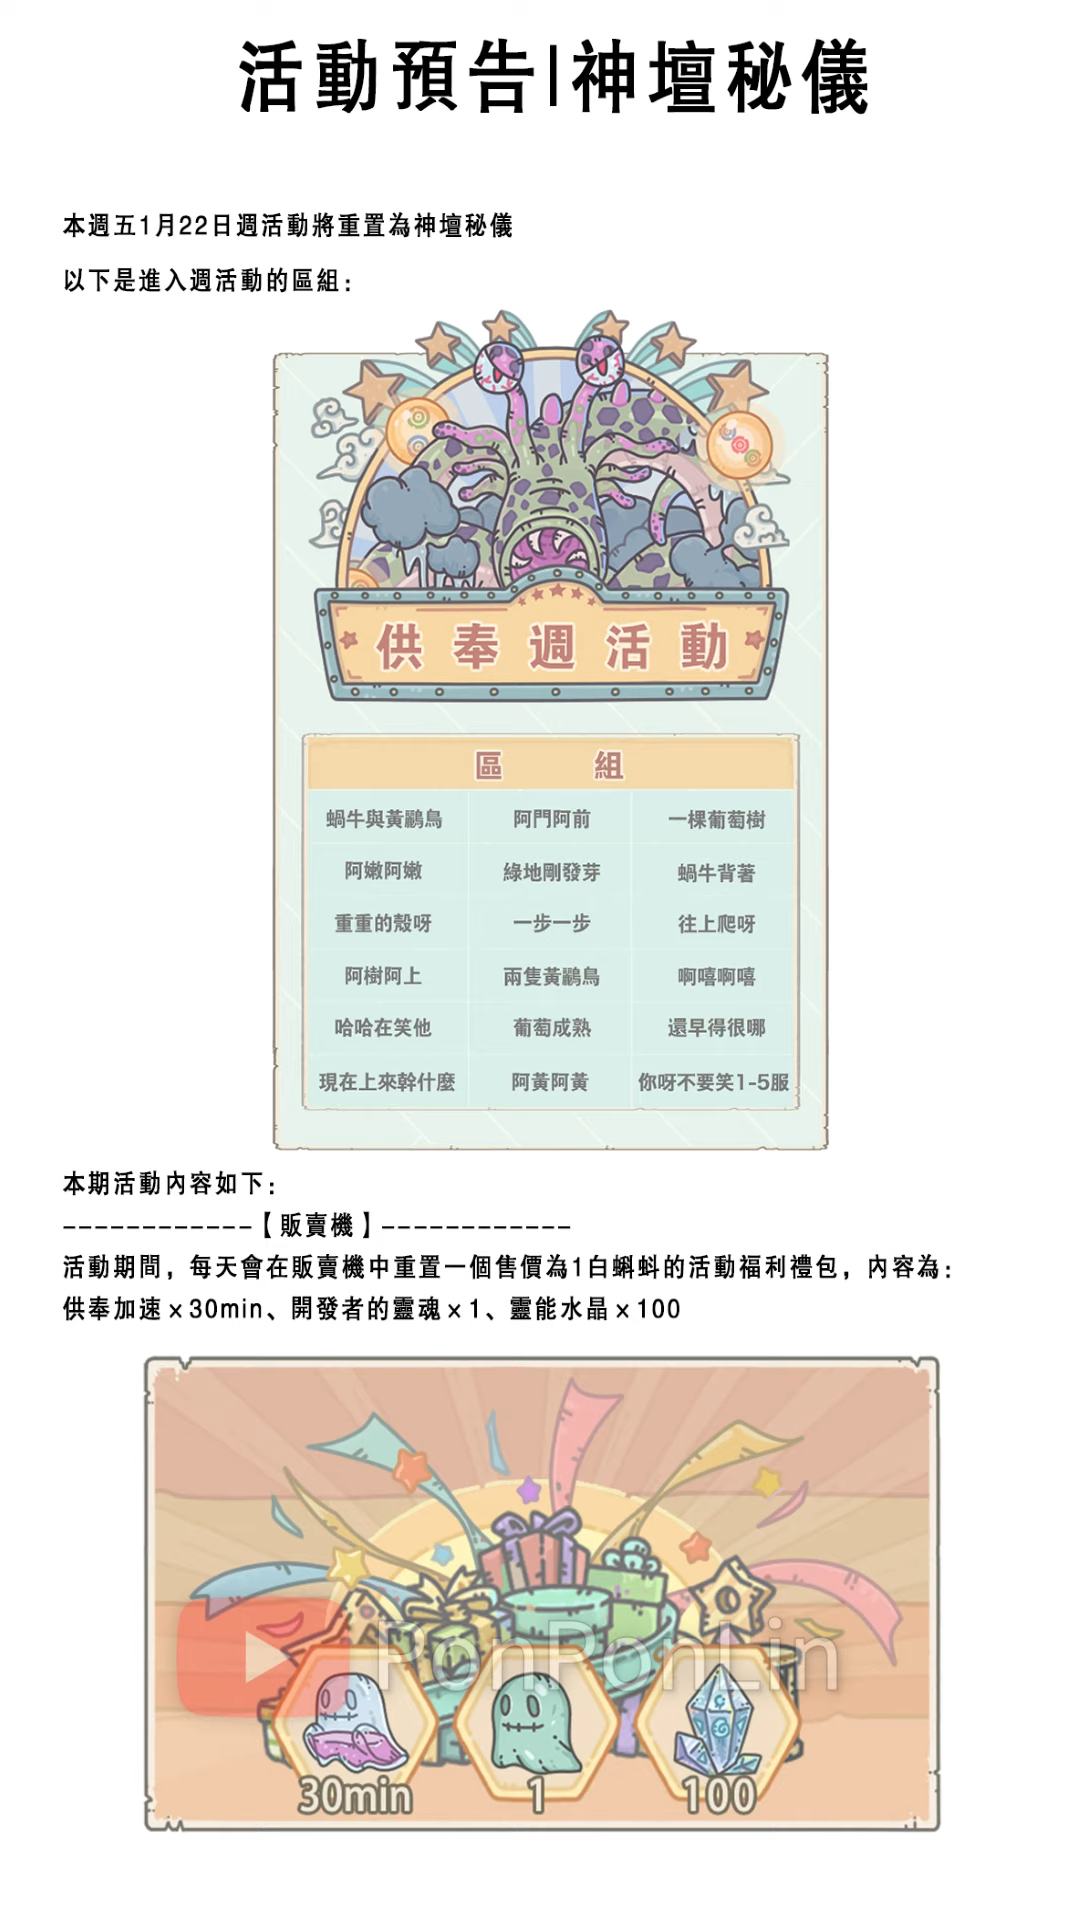 活動預告|神壇秘儀
本週五1月22日週活動將重置為神壇秘儀
以下是進入週活動的區組：
供奉週活動
區 組
蝸牛與黃鸝鳥 阿門阿前 一棵葡萄樹
阿嫩阿嫩 綠地剛發芽 蝸牛背著
重重的殼呀 一步一步 往上爬呀
阿樹阿上 兩隻黃鸝鳥 啊嘻啊嘻
哈哈在笑他 葡萄成熟 還早得很哪
現在上來幹什麼 阿黃阿黃 你呀不要笑1-5服
本期活動內容如下：
------------【販賣機】------------
活動期間，每天會在販賣機中重置一個售價為1白蝌蚪的活動福利禮包，內容為：
供奉加速×30min、開發者的靈魂×1、靈能水晶×100
PonPonLin
30min 1 100